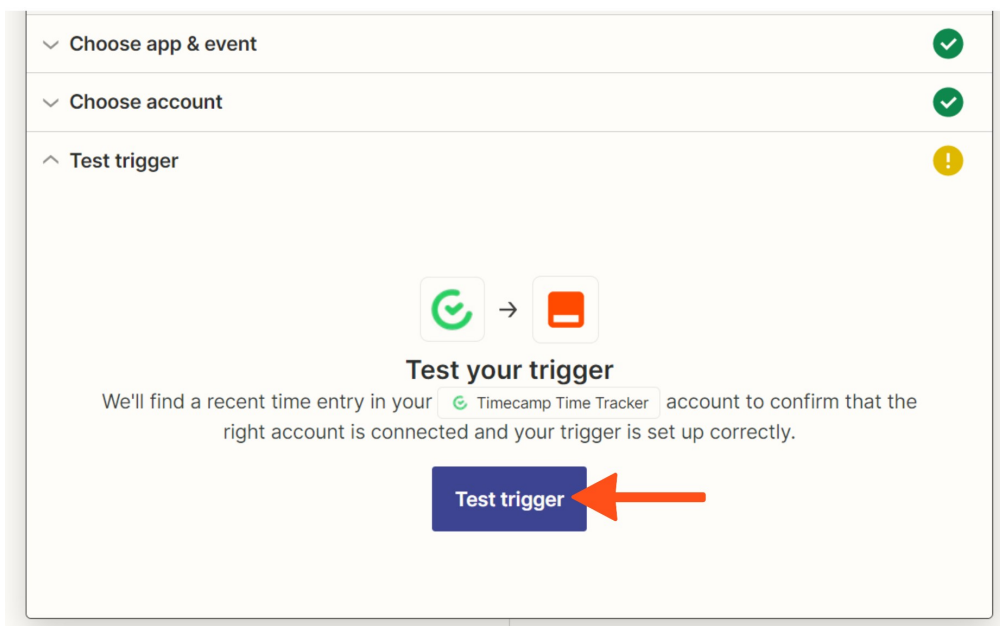 Choose app & event
Choose account
Test trigger
Test your trigger
We'll find a recent time entry in your Timecamp Time Tracker account to confirm that the
right account is connected and your trigger is set up correctly.
Test trigger